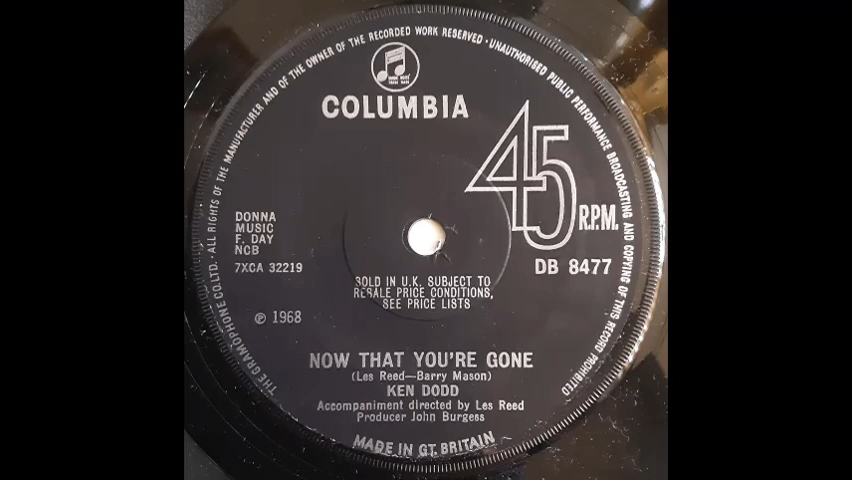 THE GRAMOPHONE CO. LTD. · ALL RIGHTS OF THE MANUFACTURER AND OF THE OWNER OF THE RECORDED WORK RESERVED · UNAUTHORISED PUBLIC PERFORMANCE BROADCASTING AND COPYING OF THIS RECORD PROHIBITED
COLUMBIA
45
R.P.M.
DONNA
MUSIC
F. DAY
NCB
7XCA 32219
DB 8477
SOLD IN U.K. SUBJECT TO
RESALE PRICE CONDITIONS,
SEE PRICE LISTS
℗ 1968
NOW THAT YOU'RE GONE
(Les Reed—Barry Mason)
KEN DODD
Accompaniment directed by Les Reed
Producer John Burgess
MADE IN GT. BRITAIN